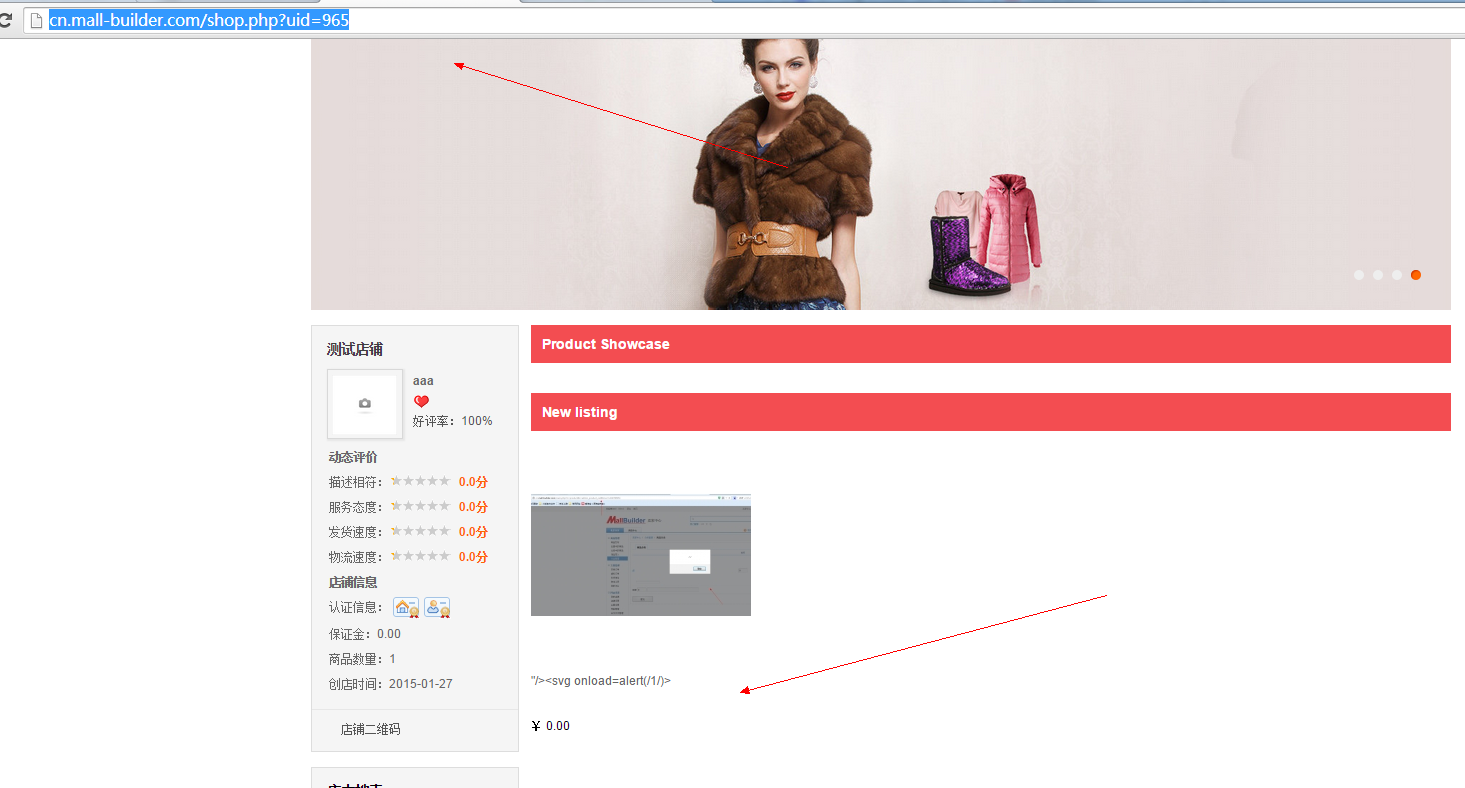 cn.mall-builder.com/shop.php?uid=965
测试店铺
aaa
好评率：100%
动态评价
描述相符： 0.0分
服务态度： 0.0分
发货速度： 0.0分
物流速度： 0.0分
店铺信息
认证信息：
保证金：0.00
商品数量：1
创店时间：2015-01-27
店铺二维码
Product Showcase
New listing
MallBuilder
"/><svg onload=alert(/1/)>
¥ 0.00